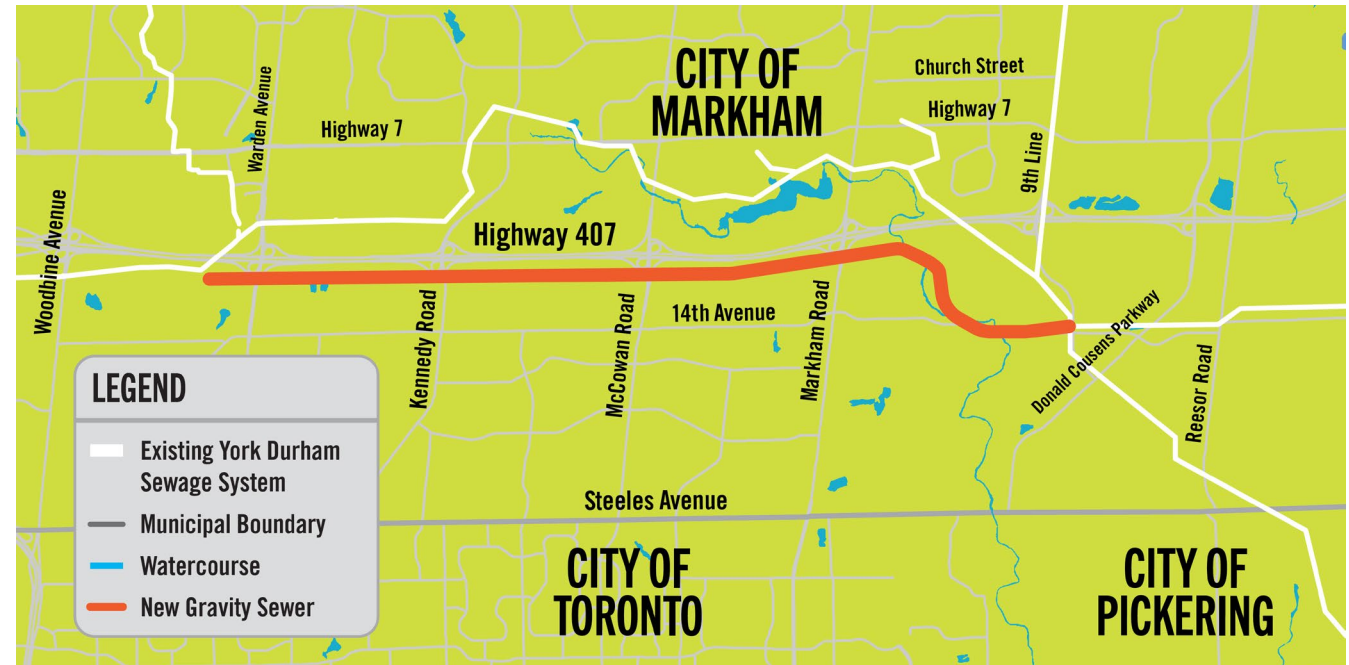 CITY OF
MARKHAM
Church Street
Highway 7
Highway 7
Warden Avenue
9th Line
Woodbine Avenue
Highway 407
14th Avenue
Kennedy Road
McCowan Road
Markham Road
Donald Cousens Parkway
Reesor Road
LEGEND
Existing York Durham
Sewage System
Municipal Boundary
Watercourse
New Gravity Sewer
Steeles Avenue
CITY OF
TORONTO
CITY OF
PICKERING